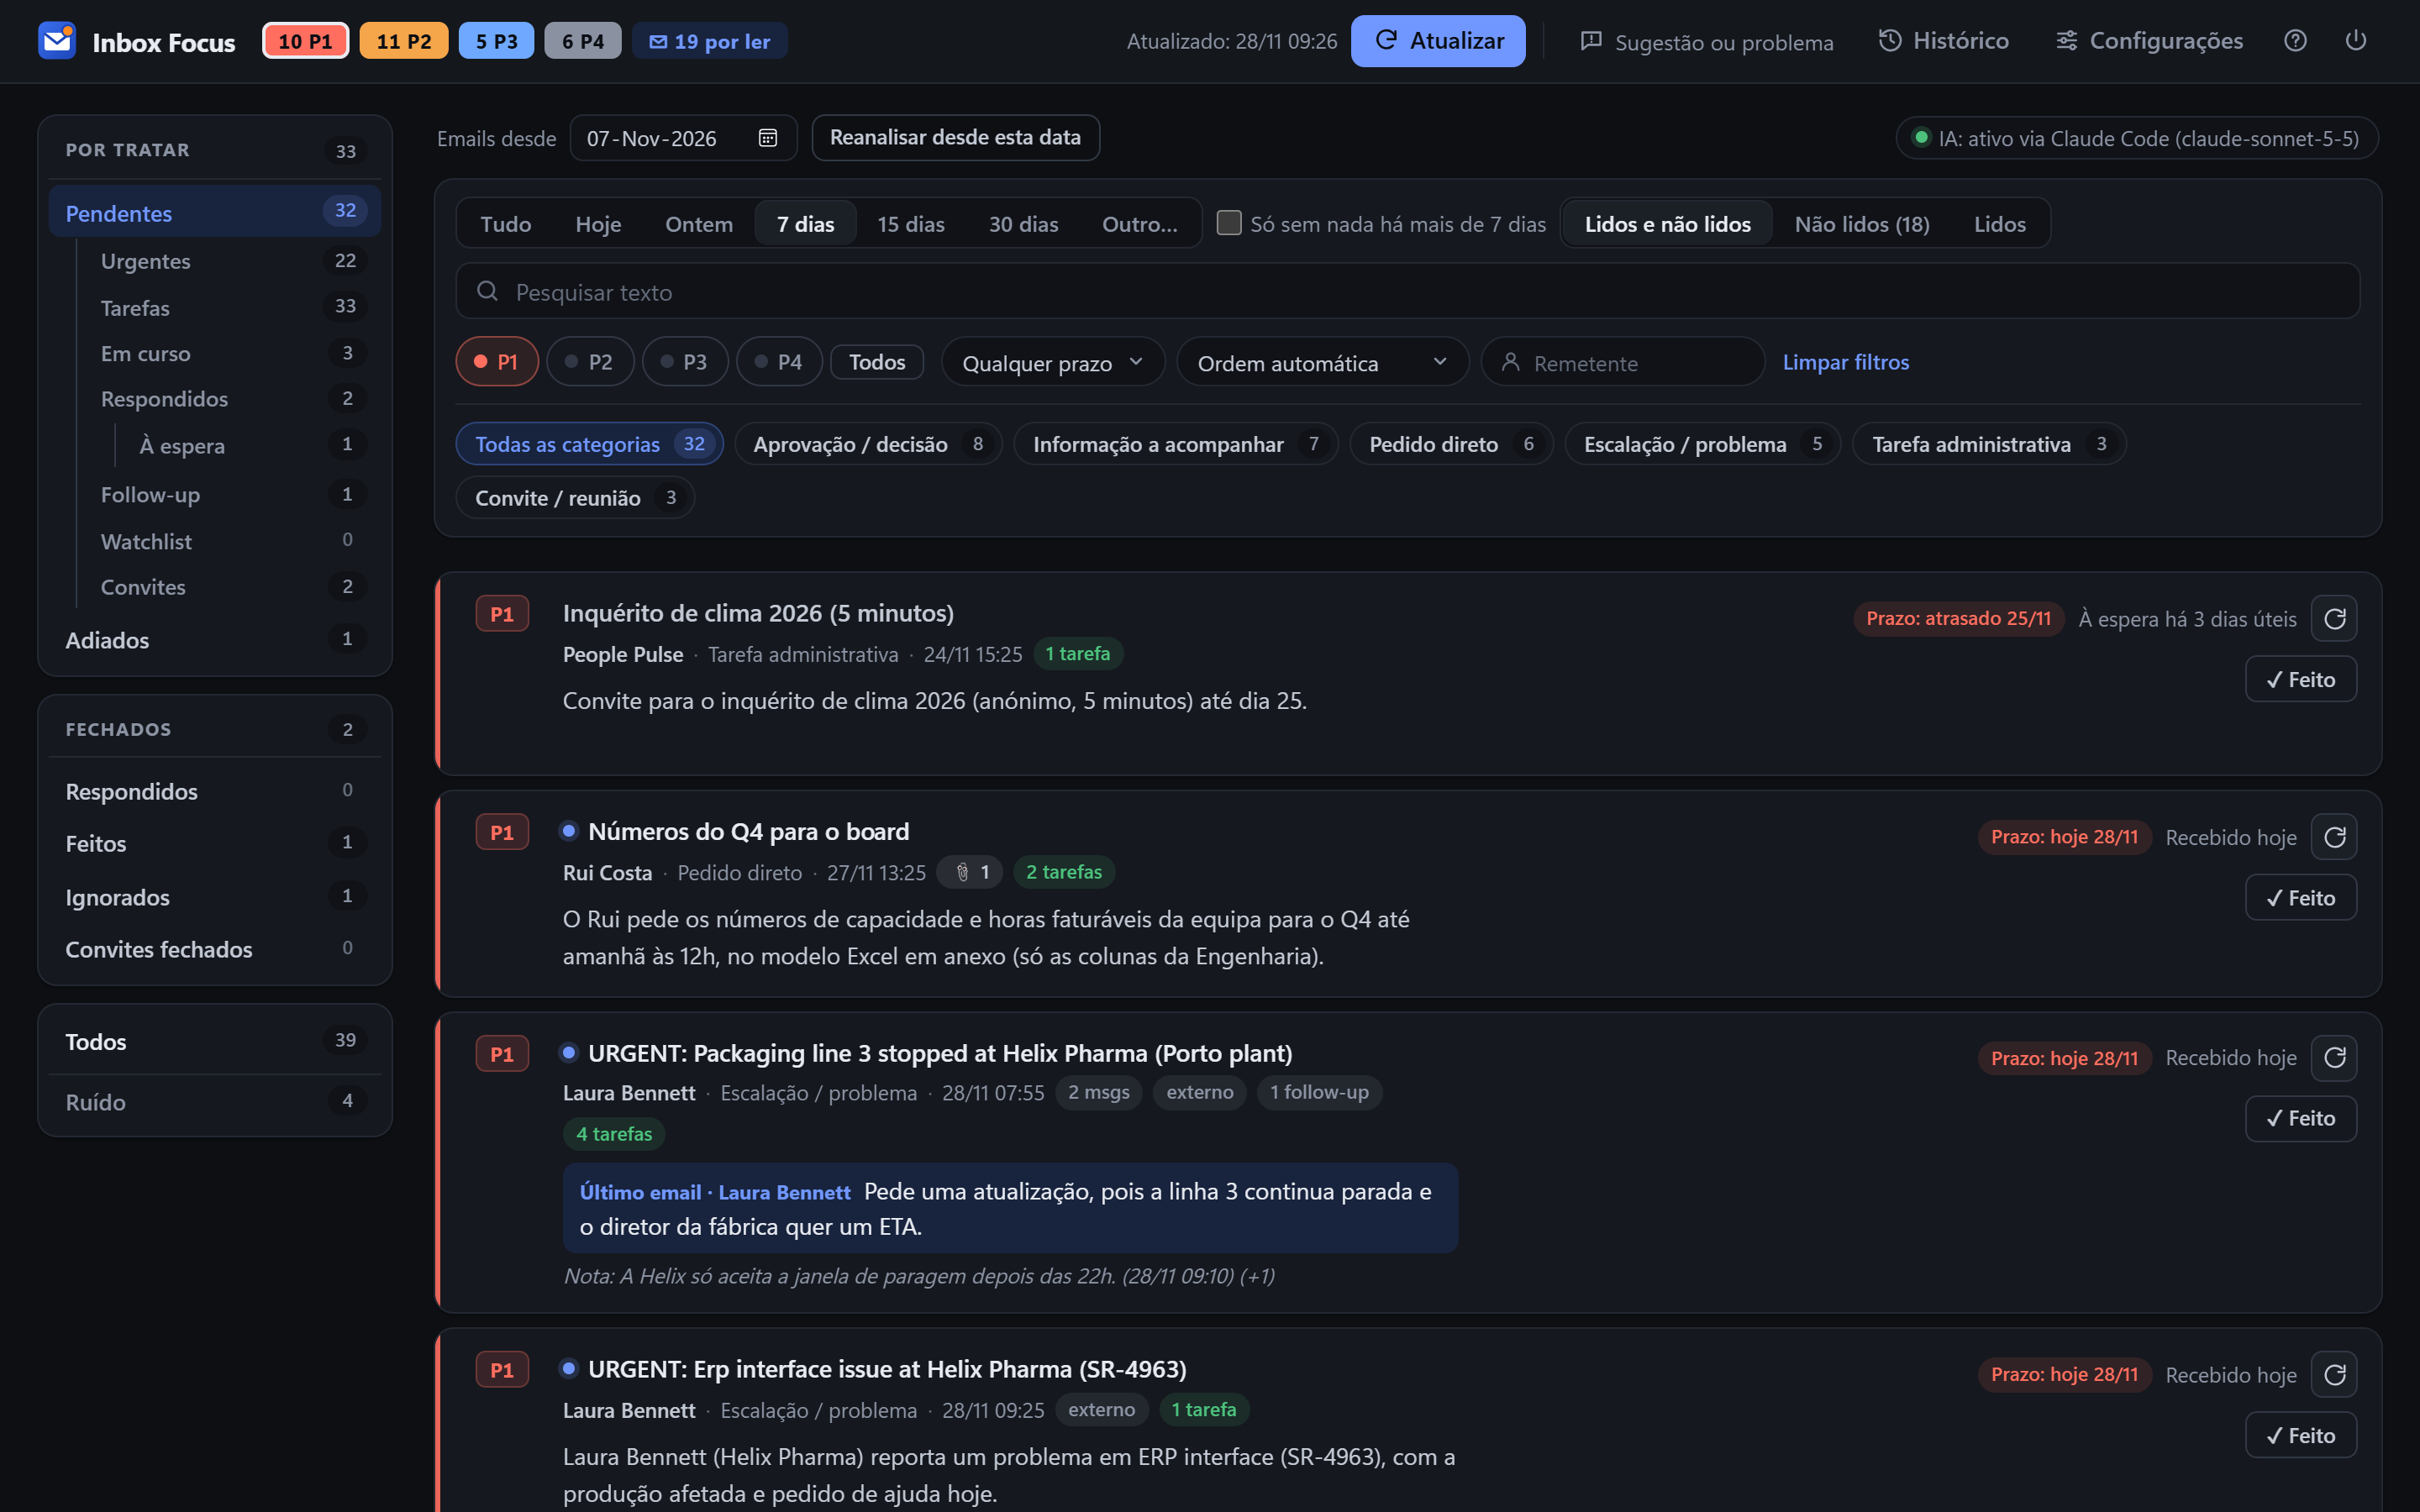 Inbox Focus 10 P1 11 P2 5 P3 6 P4 19 por ler Atualizado: 28/11 09:26 Atualizar Sugestão ou problema Histórico Configurações
POR TRATAR 33
Pendentes 32
Urgentes 22
Tarefas 33
Em curso 3
Respondidos 2
À espera 1
Follow-up 1
Watchlist 0
Convites 2
Adiados 1
FECHADOS 2
Respondidos 0
Feitos 1
Ignorados 1
Convites fechados 0
Todos 39
Ruído 4
Emails desde 07-Nov-2026 Reanalisar desde esta data IA: ativo via Claude Code (claude-sonnet-5-5)
Tudo Hoje Ontem 7 dias 15 dias 30 dias Outro... Só sem nada há mais de 7 dias Lidos e não lidos Não lidos (18) Lidos
Pesquisar texto
P1 P2 P3 P4 Todos Qualquer prazo Ordem automática Remetente Limpar filtros
Todas as categorias 32 Aprovação / decisão 8 Informação a acompanhar 7 Pedido direto 6 Escalação / problema 5 Tarefa administrativa 3
Convite / reunião 3
P1 Inquérito de clima 2026 (5 minutos) Prazo: atrasado 25/11 À espera há 3 dias úteis
People Pulse · Tarefa administrativa · 24/11 15:25 1 tarefa
✓ Feito
Convite para o inquérito de clima 2026 (anónimo, 5 minutos) até dia 25.
P1 Números do Q4 para o board Prazo: hoje 28/11 Recebido hoje
Rui Costa · Pedido direto · 27/11 13:25 1 2 tarefas
✓ Feito
O Rui pede os números de capacidade e horas faturáveis da equipa para o Q4 até
amanhã às 12h, no modelo Excel em anexo (só as colunas da Engenharia).
P1 URGENT: Packaging line 3 stopped at Helix Pharma (Porto plant) Prazo: hoje 28/11 Recebido hoje
Laura Bennett · Escalação / problema · 28/11 07:55 2 msgs externo 1 follow-up
✓ Feito
4 tarefas
Último email · Laura Bennett Pede uma atualização, pois a linha 3 continua parada e
o diretor da fábrica quer um ETA.
Nota: A Helix só aceita a janela de paragem depois das 22h. (28/11 09:10) (+1)
P1 URGENT: Erp interface issue at Helix Pharma (SR-4963) Prazo: hoje 28/11 Recebido hoje
Laura Bennett · Escalação / problema · 28/11 09:25 externo 1 tarefa
✓ Feito
Laura Bennett (Helix Pharma) reporta um problema em ERP interface (SR-4963), com a
produção afetada e pedido de ajuda hoje.